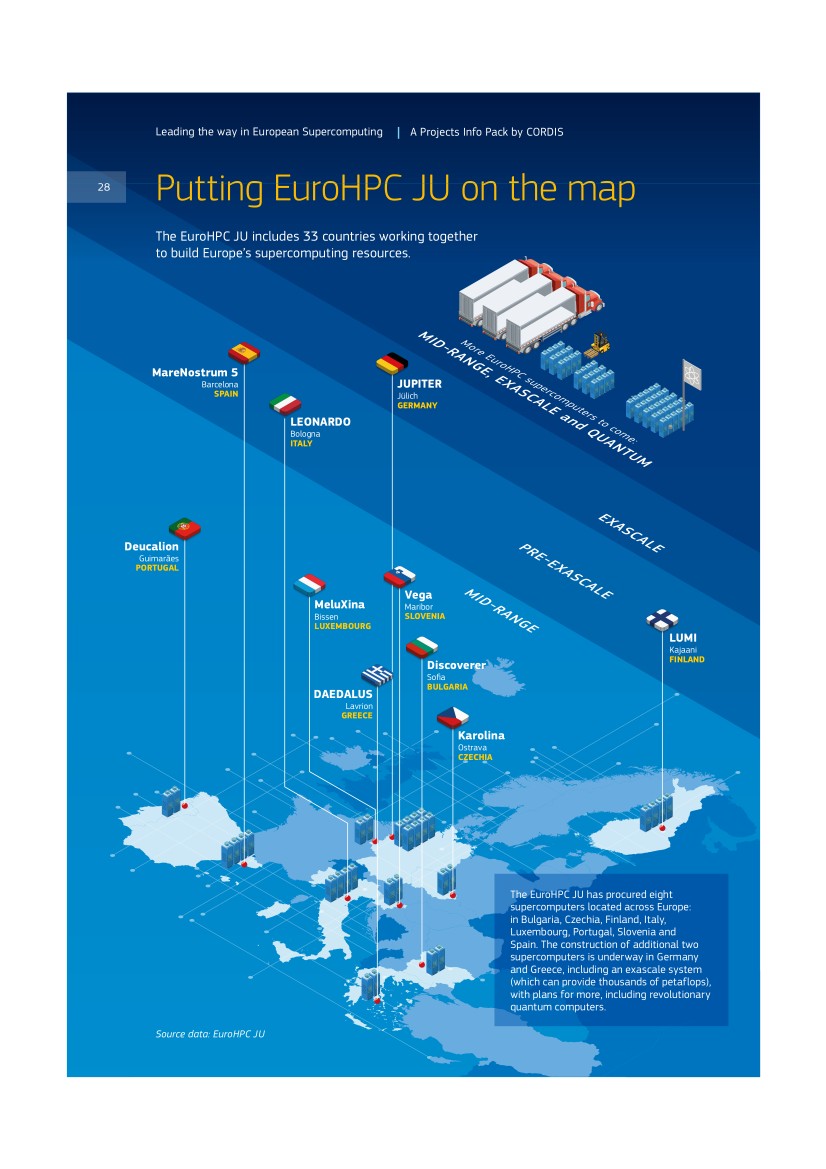 Leading the way in European Supercomputing | A Projects Info Pack by CORDIS
28
Putting EuroHPC JU on the map
The EuroHPC JU includes 33 countries working together
to build Europe's supercomputing resources.
More EuroHPC supercomputers to come:
MID-RANGE, EXASCALE and QUANTUM
MareNostrum 5
Barcelona
SPAIN
JUPITER
Jülich
GERMANY
LEONARDO
Bologna
ITALY
EXASCALE
PRE-EXASCALE
MID-RANGE
Deucalion
Guimarães
PORTUGAL
MeluXina
Bissen
LUXEMBOURG
Vega
Maribor
SLOVENIA
LUMI
Kajaani
FINLAND
Discoverer
Sofia
BULGARIA
DAEDALUS
Lavrion
GREECE
Karolina
Ostrava
CZECHIA
The EuroHPC JU has procured eight
supercomputers located across Europe:
in Bulgaria, Czechia, Finland, Italy,
Luxembourg, Portugal, Slovenia and
Spain. The construction of additional two
supercomputers is underway in Germany
and Greece, including an exascale system
(which can provide thousands of petaflops),
with plans for more, including revolutionary
quantum computers.
Source data: EuroHPC JU